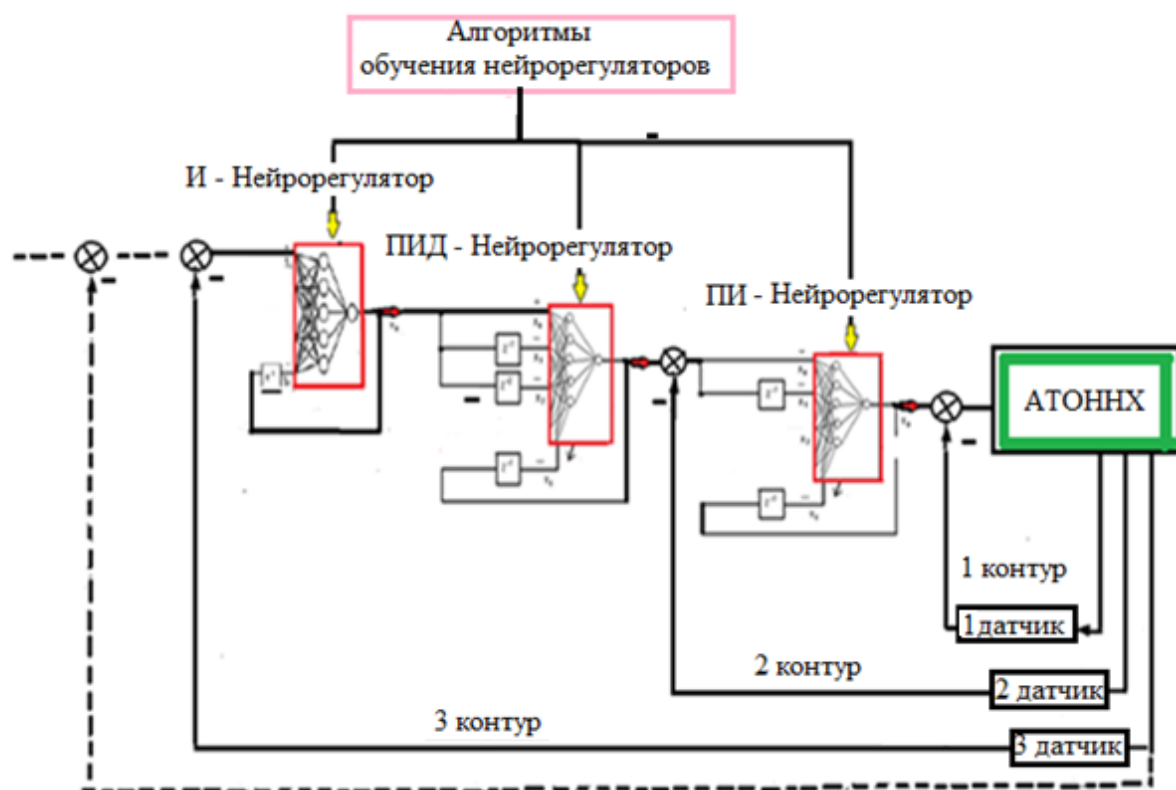 Алгоритмы
обучения нейрорегуляторов
И - Нейрорегулятор
ПИД - Нейрорегулятор
ПИ - Нейрорегулятор
АТОННХ
1 контур
1датчик
2 контур
2 датчик
3 контур
3 датчик